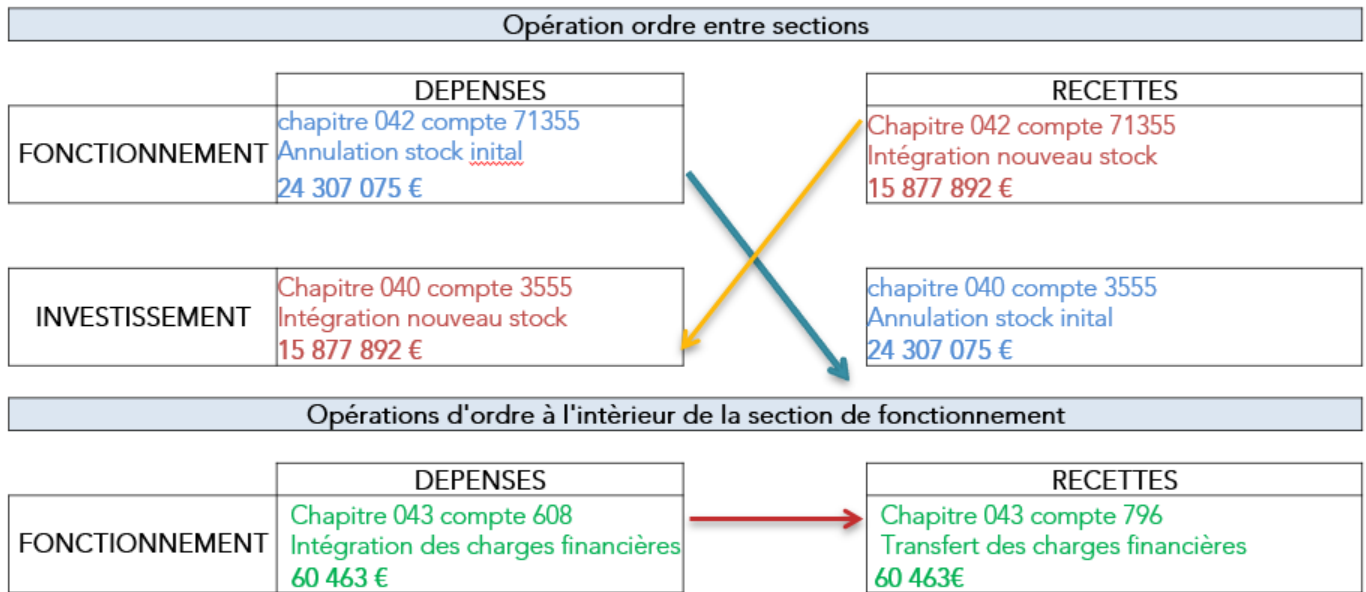 Opération ordre entre sections
DEPENSES
RECETTES
FONCTIONNEMENT
chapitre 042 compte 71355
Annulation stock inital
24 307 075 €
Chapitre 042 compte 71355
Intégration nouveau stock
15 877 892 €
INVESTISSEMENT
Chapitre 040 compte 3555
Intégration nouveau stock
15 877 892 €
chapitre 040 compte 3555
Annulation stock inital
24 307 075 €
Opérations d'ordre à l'intèrieur de la section de fonctionnement
DEPENSES
RECETTES
FONCTIONNEMENT
Chapitre 043 compte 608
Intégration des charges financières
60 463 €
Chapitre 043 compte 796
Transfert des charges financières
60 463€